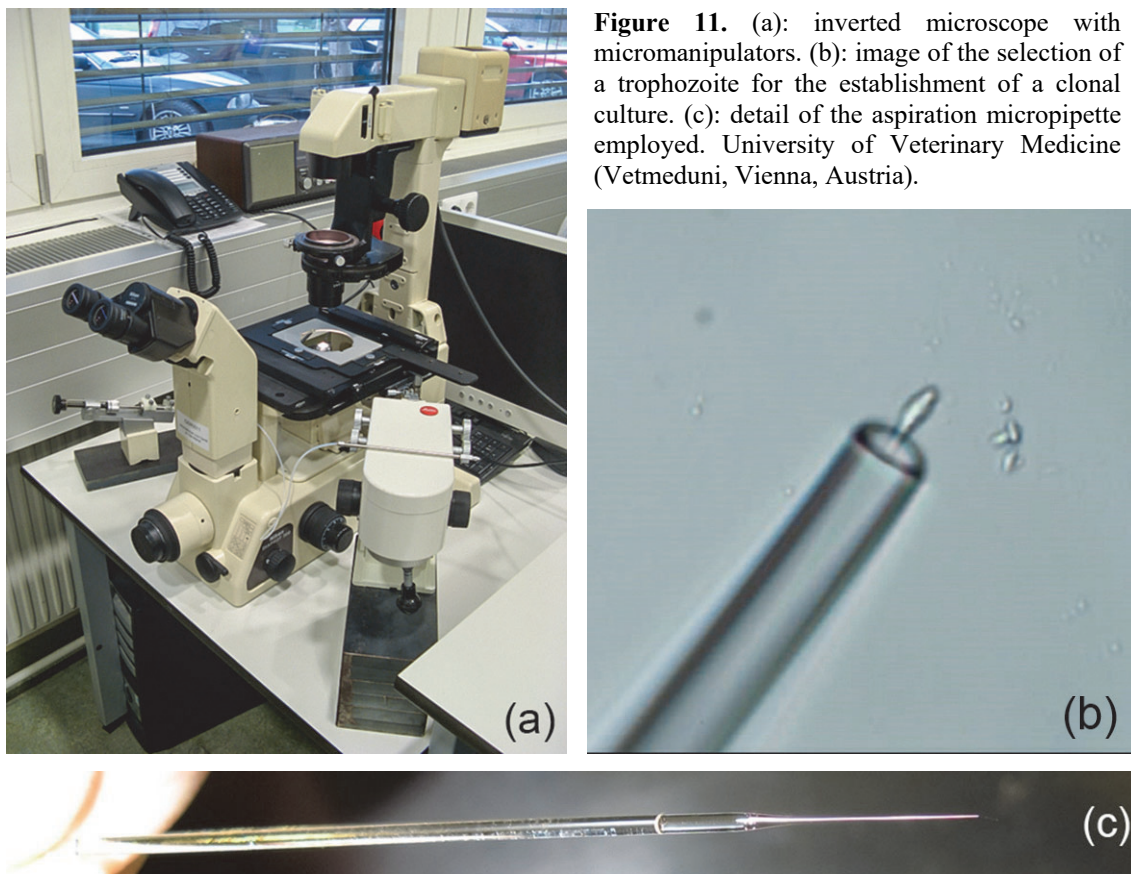 Figure 11. (a): inverted microscope with
micromanipulators. (b): image of the selection of
a trophozoite for the establishment of a clonal
culture. (c): detail of the aspiration micropipette
employed. University of Veterinary Medicine
(Vetmeduni, Vienna, Austria).
(a)
(b)
(c)